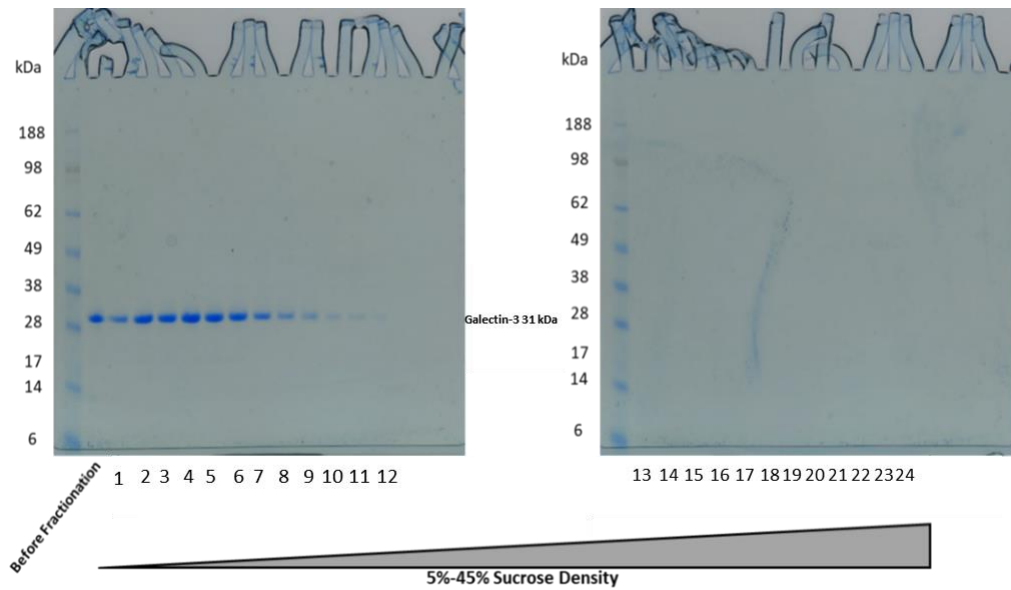 kDa
188
98
62
49
38
28
17
14
6
Galectin-3 31 kDa
kDa
188
98
62
49
38
28
17
14
6
Before Fractionation
1 2 3 4 5 6 7 8 9 10 11 12
13 14 15 16 17 18 19 20 21 22 23 24
5%-45% Sucrose Density